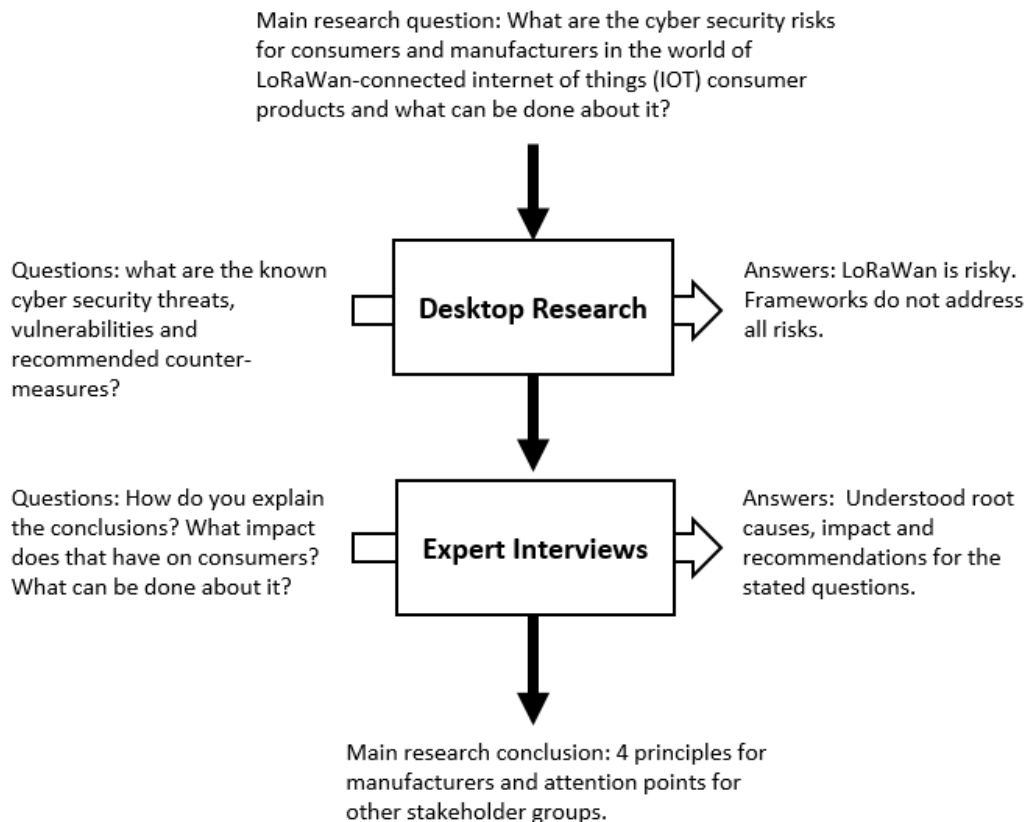 Main research question: What are the cyber security risks
for consumers and manufacturers in the world of
LoRaWan-connected internet of things (IOT) consumer
products and what can be done about it?
Questions: what are the known
cyber security threats,
vulnerabilities and
recommended counter-
measures?
Desktop Research
Answers: LoRaWan is risky.
Frameworks do not address
all risks.
Questions: How do you explain
the conclusions? What impact
does that have on consumers?
What can be done about it?
Expert Interviews
Answers:  Understood root
causes, impact and
recommendations for the
stated questions.
Main research conclusion: 4 principles for
manufacturers and attention points for
other stakeholder groups.